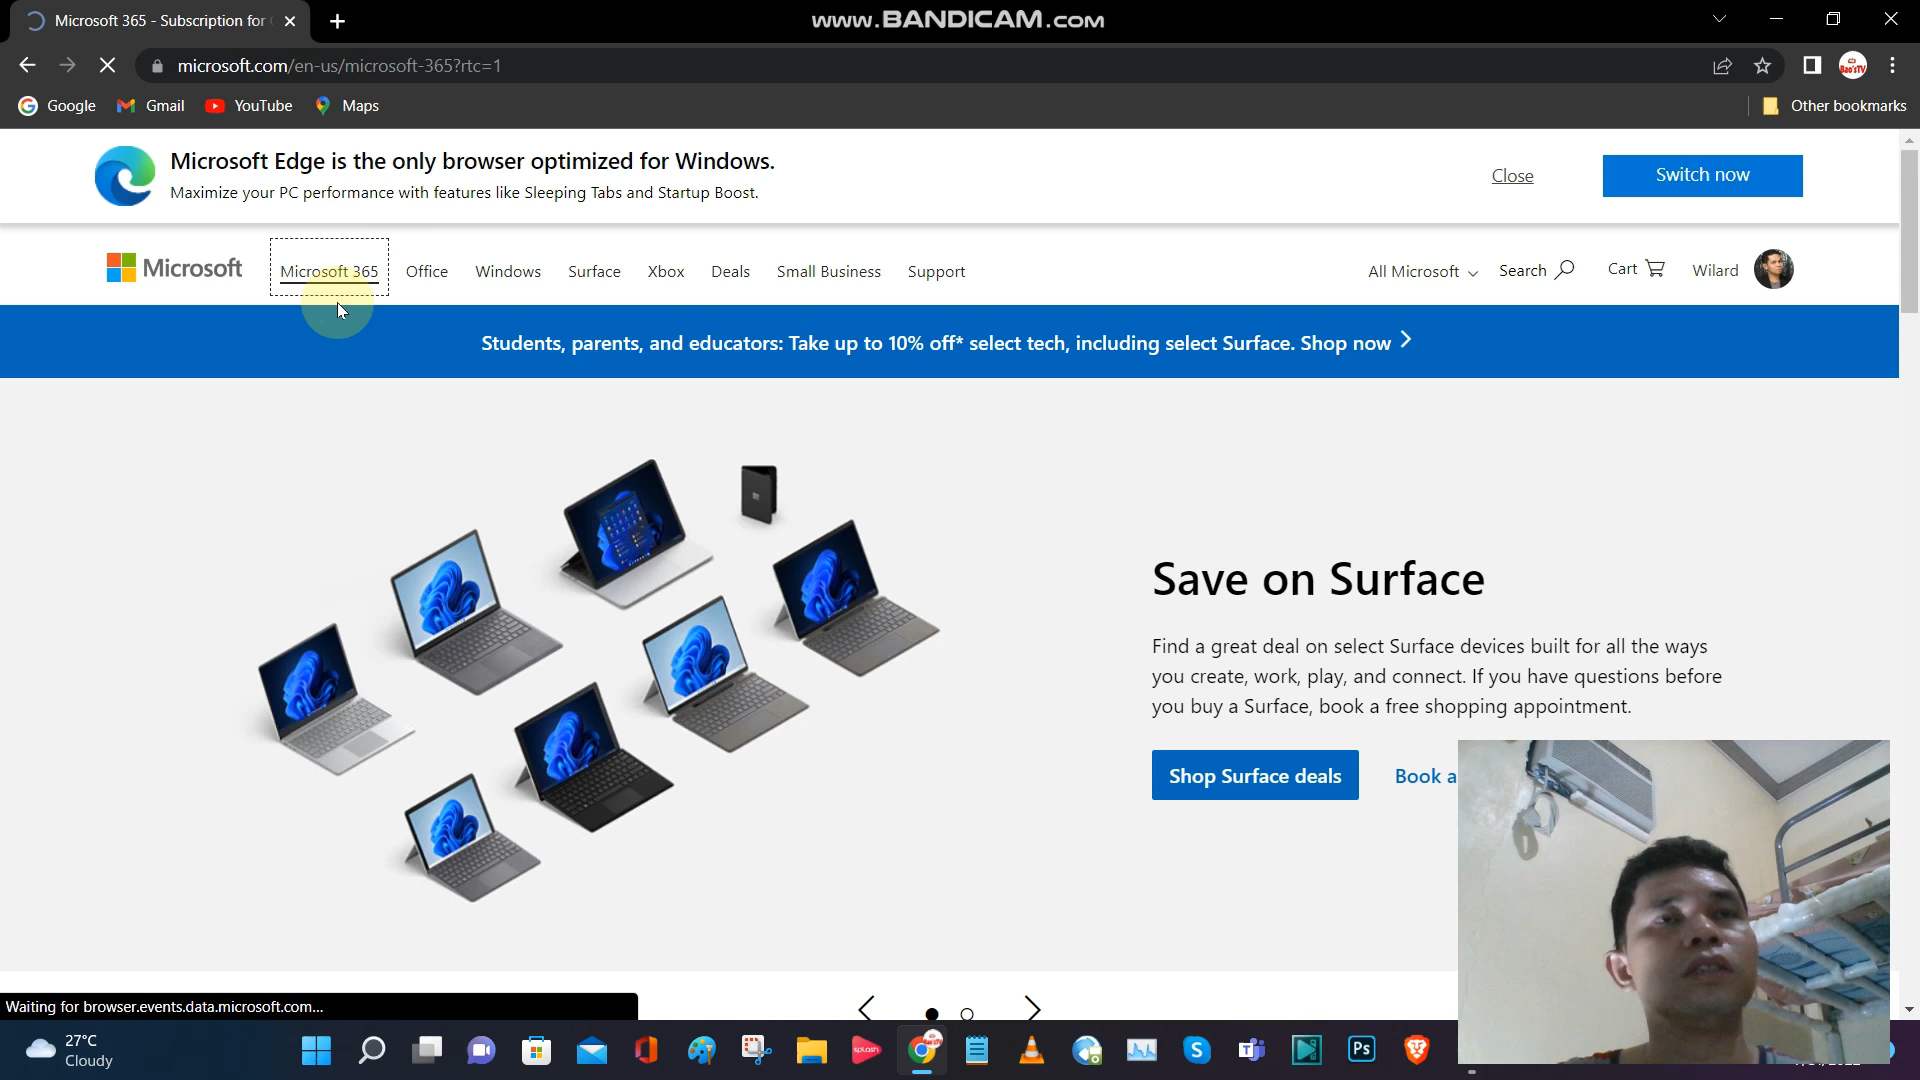 Microsoft 365 - Subscription for
www.BANDICAM.com
microsoft.com/en-us/microsoft-365?rtc=1
Google Gmail YouTube Maps Other bookmarks
Microsoft Edge is the only browser optimized for Windows.
Maximize your PC performance with features like Sleeping Tabs and Startup Boost.
Close Switch now
Microsoft Microsoft 365 Office Windows Surface Xbox Deals Small Business Support All Microsoft Search Cart Wilard
Students, parents, and educators: Take up to 10% off* select tech, including select Surface. Shop now
Save on Surface
Find a great deal on select Surface devices built for all the ways
you create, work, play, and connect. If you have questions before
you buy a Surface, book a free shopping appointment.
Shop Surface deals Book a
Waiting for browser.events.data.microsoft.com...
27°C
Cloudy
splash
Ps